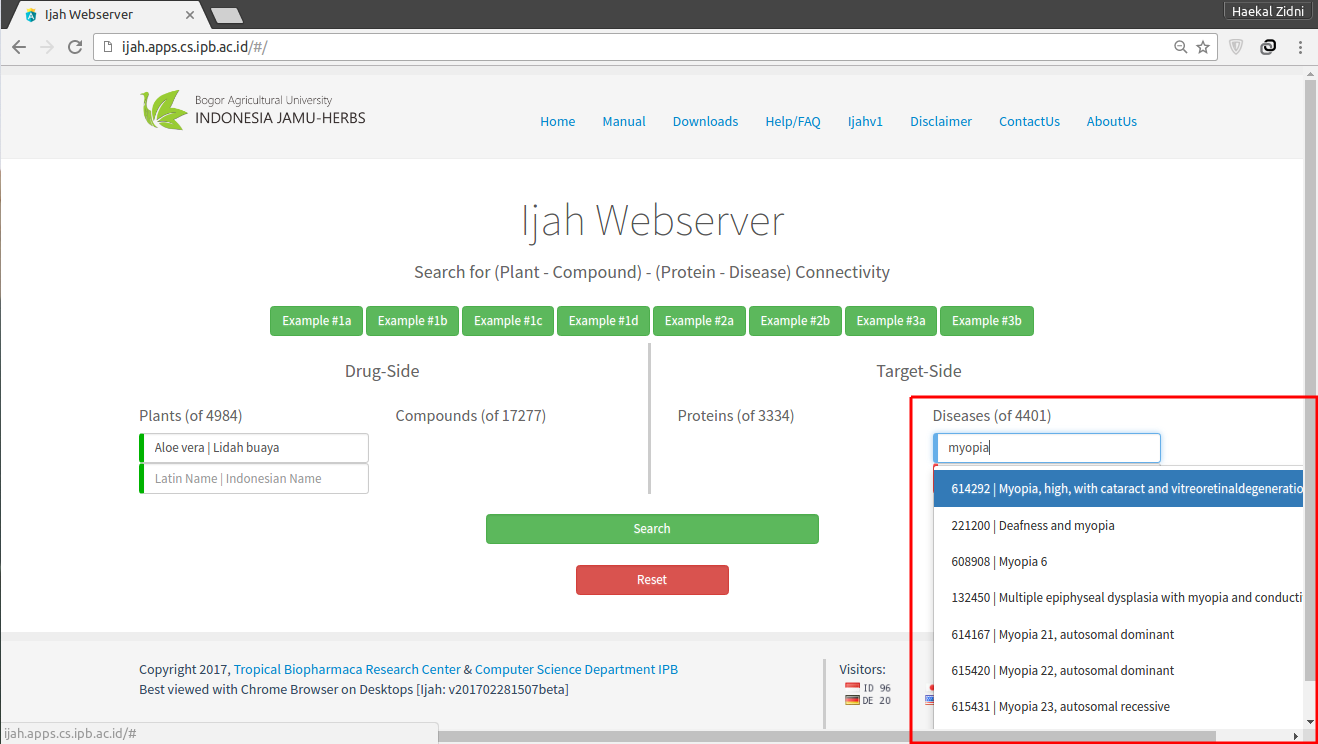 Ijah Webserver
Haekal Zidni
ijah.apps.cs.ipb.ac.id/#/
Bogor Agricultural University
INDONESIA JAMU-HERBS
Home Manual Downloads Help/FAQ Ijahv1 Disclaimer ContactUs AboutUs
Ijah Webserver
Search for (Plant - Compound) - (Protein - Disease) Connectivity
Example #1a Example #1b Example #1c Example #1d Example #2a Example #2b Example #3a Example #3b
Drug-Side
Target-Side
Plants (of 4984) Compounds (of 17277) Proteins (of 3334) Diseases (of 4401)
Aloe vera | Lidah buaya
Latin Name | Indonesian Name
myopia
614292 | Myopia, high, with cataract and vitreoretinaldegeneratio
221200 | Deafness and myopia
608908 | Myopia 6
132450 | Multiple epiphyseal dysplasia with myopia and conducti
614167 | Myopia 21, autosomal dominant
615420 | Myopia 22, autosomal dominant
615431 | Myopia 23, autosomal recessive
Search
Reset
Copyright 2017, Tropical Biopharmaca Research Center & Computer Science Department IPB
Best viewed with Chrome Browser on Desktops [Ijah: v201702281507beta]
Visitors:
ID 96
DE 20
ijah.apps.cs.ipb.ac.id/#